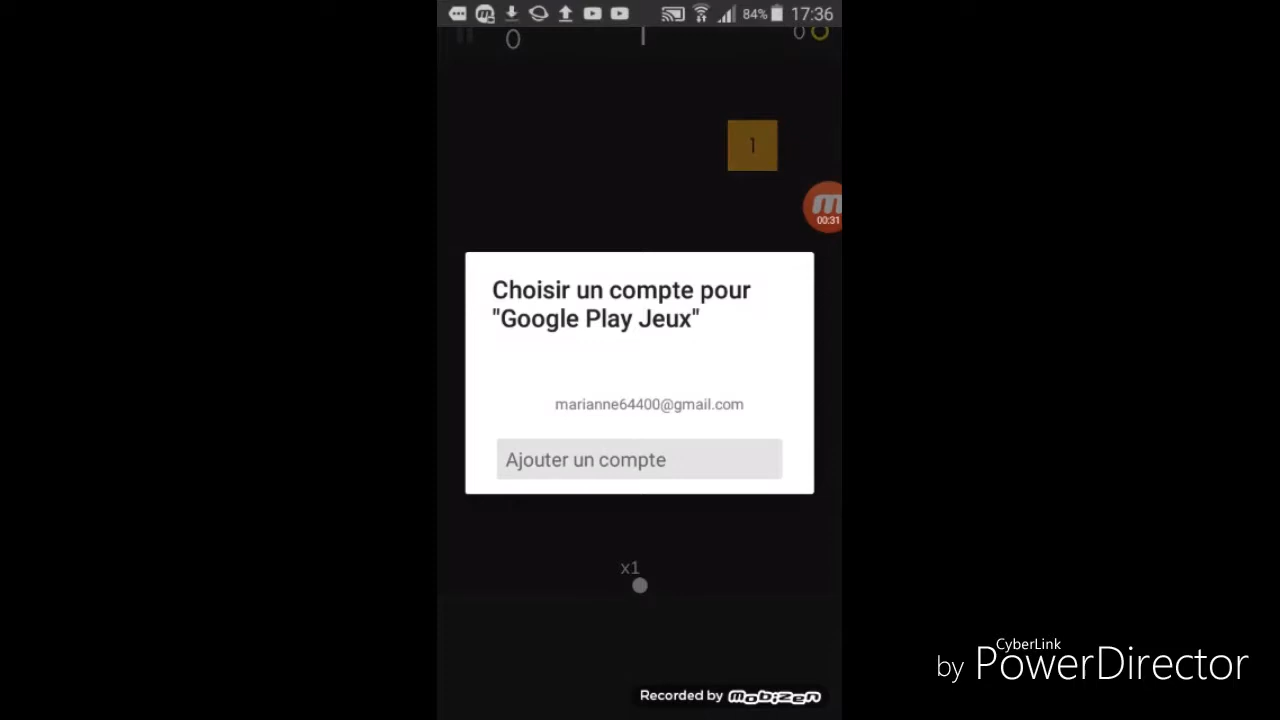 84% 17:36
0 0
1
00:31
Choisir un compte pour
"Google Play Jeux"
marianne64400@gmail.com
Ajouter un compte
x1
CyberLink
by PowerDirector
Recorded by mobizen